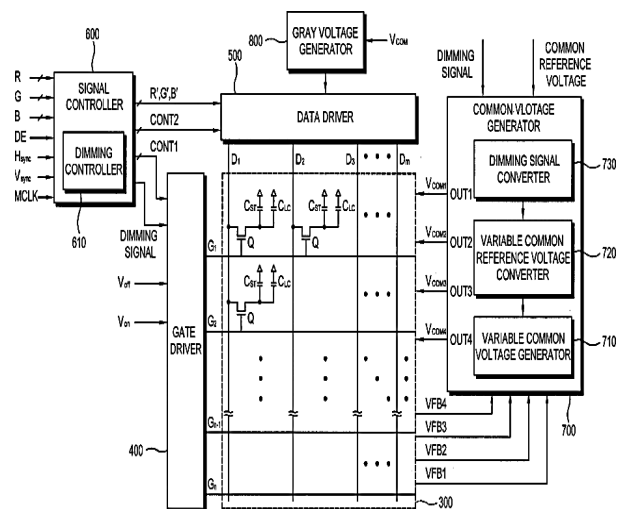 600
800
GRAY VOLTAGE
GENERATOR
VCOM
DIMMING
SIGNAL
COMMON
REFERENCE
VOLTAGE
500
R
G
B
DE
Hsync
Vsync
MCLK
SIGNAL
CONTROLLER
DIMMING
CONTROLLER
610
R',G',B'
CONT2
CONT1
DATA DRIVER
D1
D2
D3
Dm
COMMON-VLOTAGE
GENERATOR
DIMMING SIGNAL
CONVERTER
730
VCOM1
OUT1
VCOM2
OUT2
VARIABLE COMMON
REFERENCE VOLTAGE
CONVERTER
720
VCOM3
OUT3
VCOM4
OUT4
VARIABLE COMMON
VOLTAGE GENERATOR
710
DIMMING
SIGNAL
Voff
Von
GATE
DRIVER
400
CST
CLC
CST
CLC
Q
Q
G1
CST
CLC
Q
G2
Gn-1
Gn
VFB4
VFB3
VFB2
VFB1
700
300